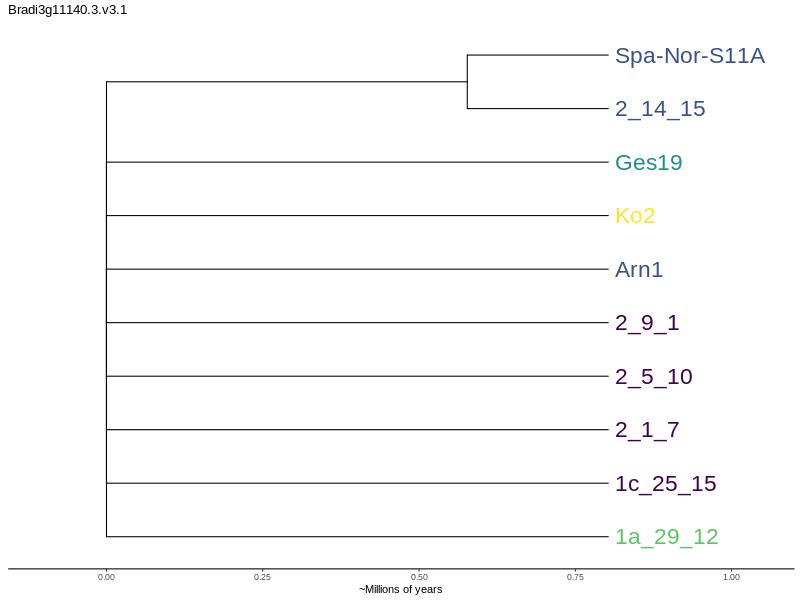 Bradi3g11140.3.v3.1
Spa-Nor-S11A
2_14_15
Ges19
Ko2
Arn1
2_9_1
2_5_10
2_1_7
1c_25_15
1a_29_12
0.00 0.25 0.50 0.75 1.00
~Millions of years